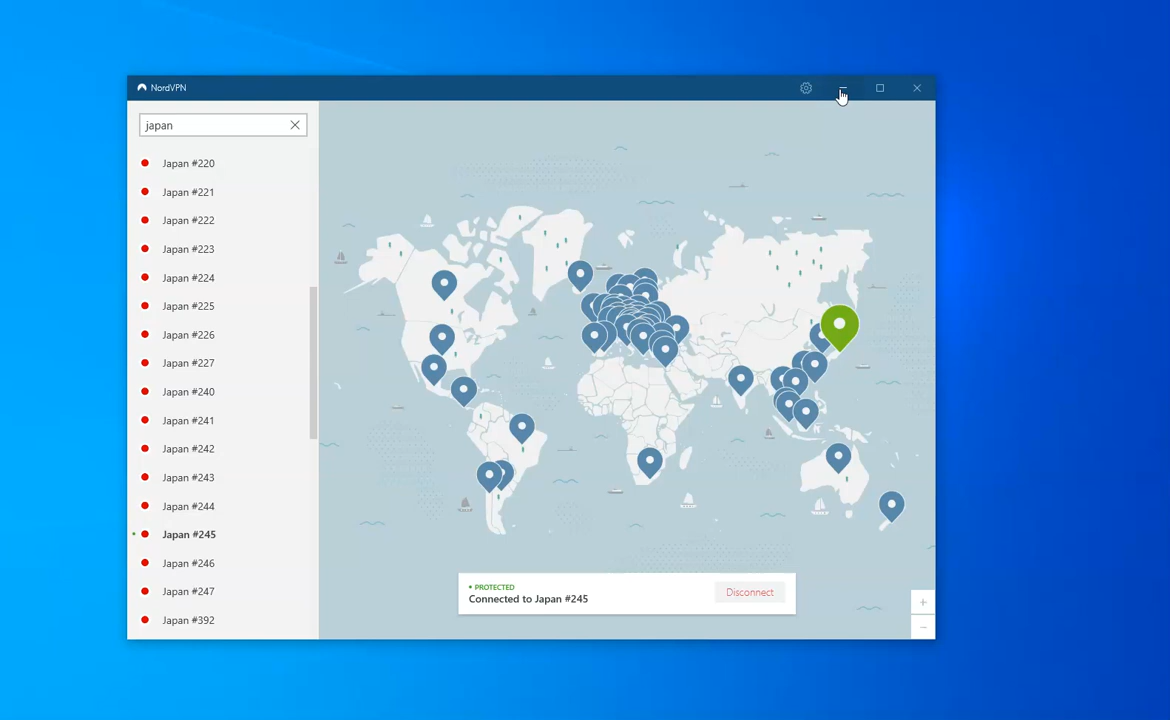 NordVPN
japan
Japan #220
Japan #221
Japan #222
Japan #223
Japan #224
Japan #225
Japan #226
Japan #227
Japan #240
Japan #241
Japan #242
Japan #243
Japan #244
Japan #245
Japan #246
Japan #247
Japan #392
PROTECTED
Connected to Japan #245
Disconnect